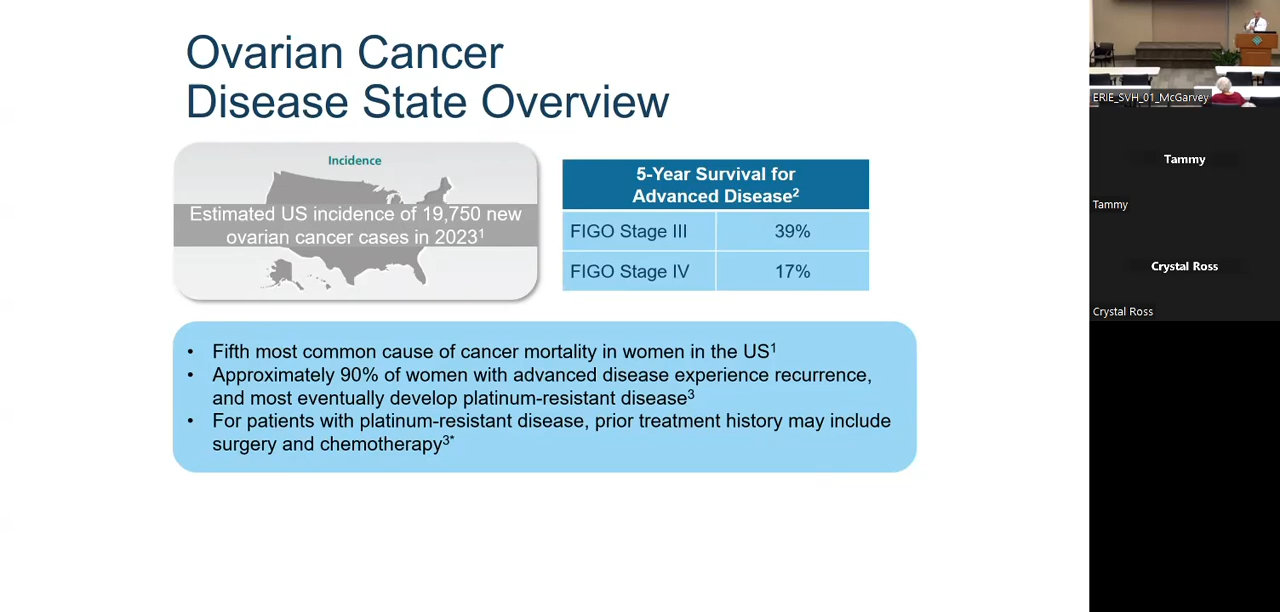 Ovarian Cancer
Disease State Overview
Incidence
Estimated US incidence of 19,750 new
ovarian cancer cases in 2023¹
5-Year Survival for
Advanced Disease²
FIGO Stage III 39%
FIGO Stage IV 17%
• Fifth most common cause of cancer mortality in women in the US¹
• Approximately 90% of women with advanced disease experience recurrence,
and most eventually develop platinum-resistant disease³
• For patients with platinum-resistant disease, prior treatment history may include
surgery and chemotherapy³*
ERIE_SVH_01_McGarvey
Tammy
Tammy
Crystal Ross
Crystal Ross